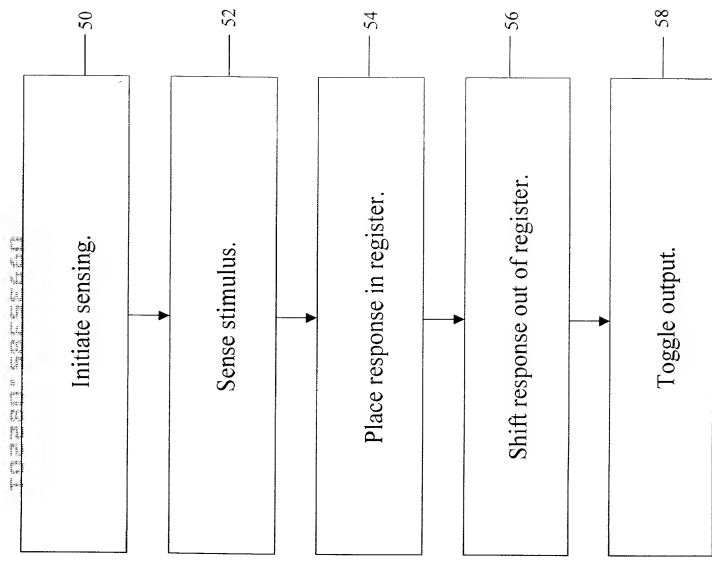 Initiate sensing.
50
Sense stimulus.
52
Place response in register.
54
Shift response out of register.
56
Toggle output.
58